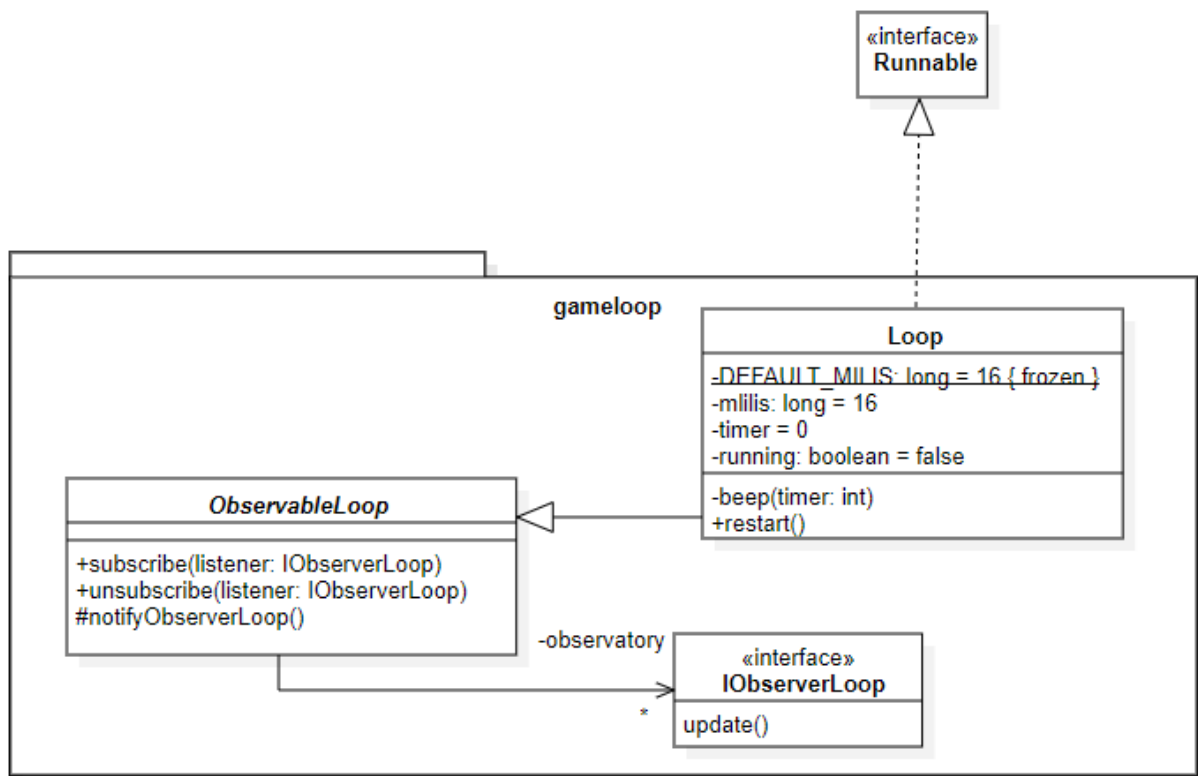 «interface»
Runnable
gameloop
Loop
-DEFAULT_MILIS: long = 16 { frozen }
-mlilis: long = 16
-timer = 0
-running: boolean = false
-beep(timer: int)
+restart()
ObservableLoop
+subscribe(listener: IObserverLoop)
+unsubscribe(listener: IObserverLoop)
#notifyObserverLoop()
-observatory
*
«interface»
IObserverLoop
update()